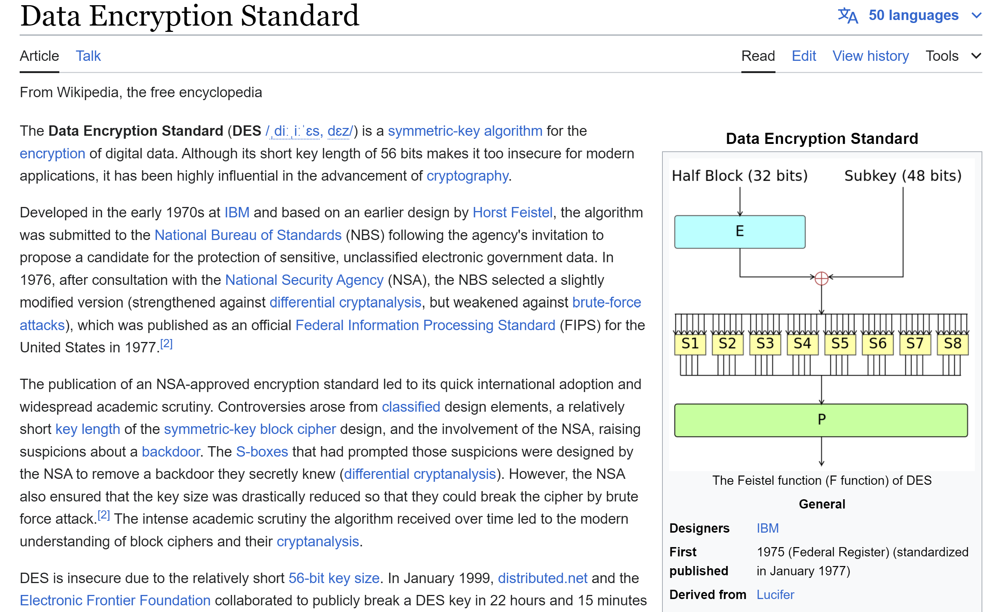 Data Encryption Standard
50 languages
Article Talk
Read Edit View history Tools
From Wikipedia, the free encyclopedia
The Data Encryption Standard (DES /ˌdiːˌiːˈɛs, dɛz/) is a symmetric-key algorithm for the
encryption of digital data. Although its short key length of 56 bits makes it too insecure for modern
applications, it has been highly influential in the advancement of cryptography.
Developed in the early 1970s at IBM and based on an earlier design by Horst Feistel, the algorithm
was submitted to the National Bureau of Standards (NBS) following the agency's invitation to
propose a candidate for the protection of sensitive, unclassified electronic government data. In
1976, after consultation with the National Security Agency (NSA), the NBS selected a slightly
modified version (strengthened against differential cryptanalysis, but weakened against brute-force
attacks), which was published as an official Federal Information Processing Standard (FIPS) for the
United States in 1977.[2]
The publication of an NSA-approved encryption standard led to its quick international adoption and
widespread academic scrutiny. Controversies arose from classified design elements, a relatively
short key length of the symmetric-key block cipher design, and the involvement of the NSA, raising
suspicions about a backdoor. The S-boxes that had prompted those suspicions were designed by
the NSA to remove a backdoor they secretly knew (differential cryptanalysis). However, the NSA
also ensured that the key size was drastically reduced so that they could break the cipher by brute
force attack.[2] The intense academic scrutiny the algorithm received over time led to the modern
understanding of block ciphers and their cryptanalysis.
DES is insecure due to the relatively short 56-bit key size. In January 1999, distributed.net and the
Electronic Frontier Foundation collaborated to publicly break a DES key in 22 hours and 15 minutes
Data Encryption Standard
Half Block (32 bits) Subkey (48 bits)
E
S1 S2 S3 S4 S5 S6 S7 S8
P
The Feistel function (F function) of DES
General
Designers IBM
First 1975 (Federal Register) (standardized
published in January 1977)
Derived from Lucifer